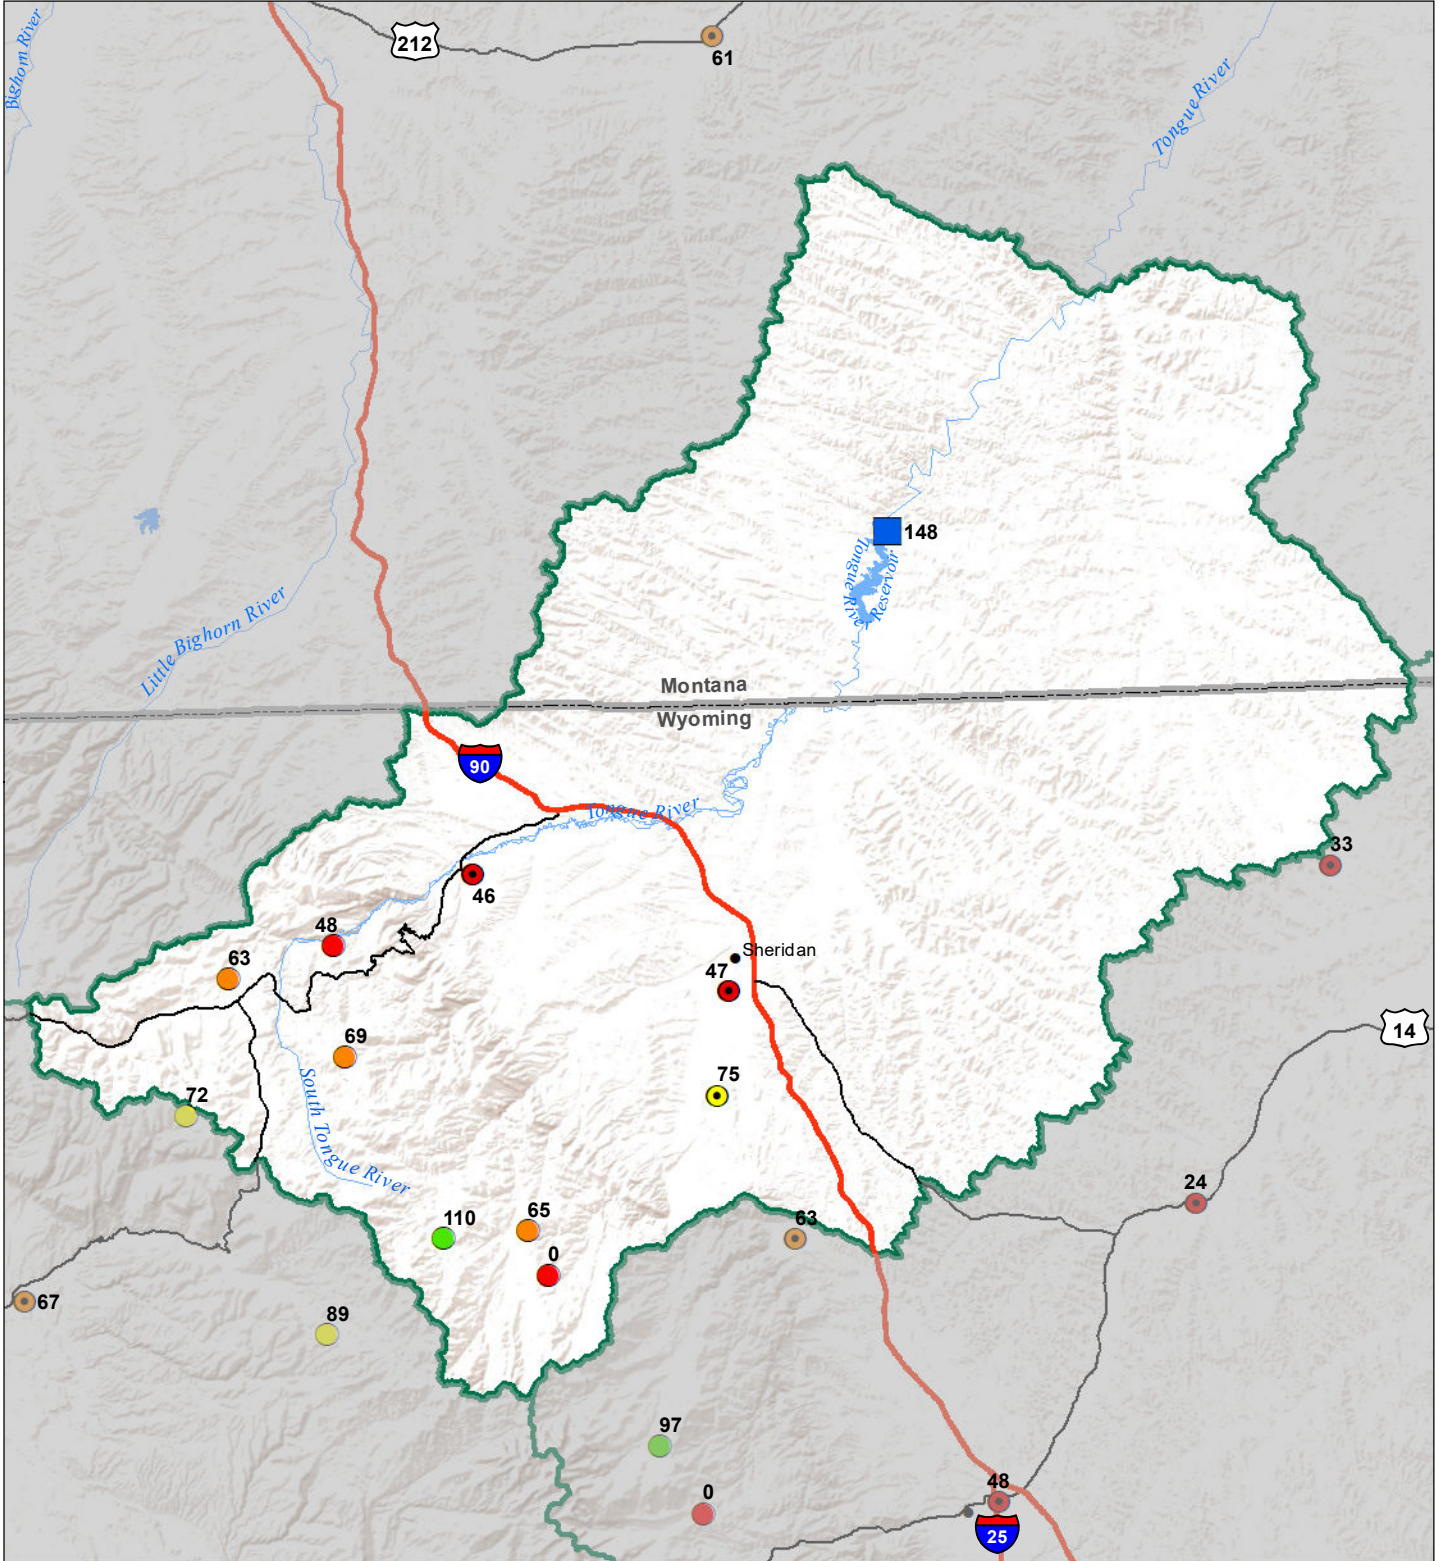 Bighorn River
212
61
Tongue River
148
Tongue River
Reservoir
Little Bighorn River
Montana
Wyoming
90
Tongue River
33
46
48
Sheridan
63
47
14
69
75
72
South Tongue River
24
110
65
63
0
67
89
97
48
0
25